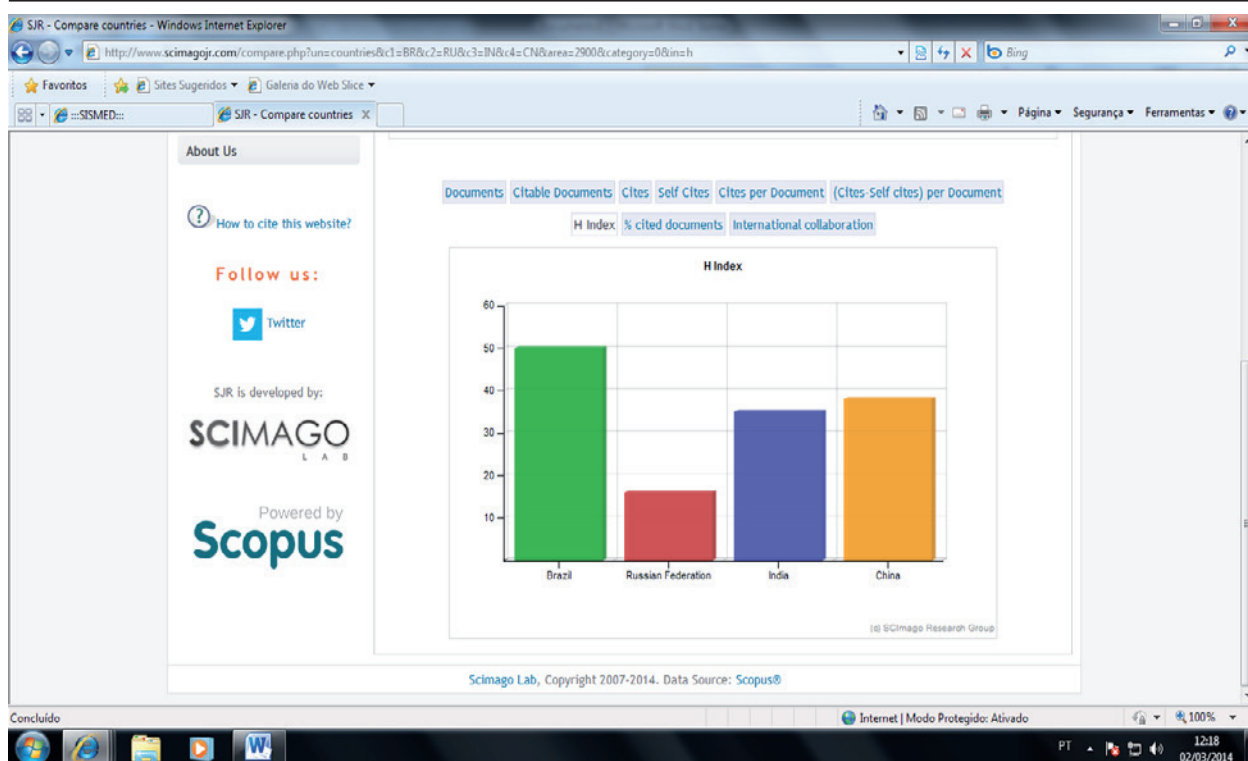 SJR - Compare countries - Windows Internet Explorer
http://www.scimagojr.com/compare.php?un=countries&c1=BR&c2=RU&c3=IN&c4=CN&area=2900&category=0&in=h
Bing
Favoritos Sites Sugeridos Galeria do Web Slice
:::SISMED::: SJR - Compare countries X Página Segurança Ferramentas
About Us
How to cite this website?
Follow us:
Twitter
SJR is developed by:
SCIMAGO
LAB
Powered by
Scopus
Documents Citable Documents Cites Self Cites Cites per Document (Cites-Self cites) per Document
H Index % cited documents International collaboration
H Index
60
50
40
30
20
10
Brazil Russian Federation India China
(c) SCImago Research Group
Scimago Lab, Copyright 2007-2014. Data Source: Scopus®
Concluído Internet | Modo Protegido: Ativado 100%
PT 12:18
02/03/2014